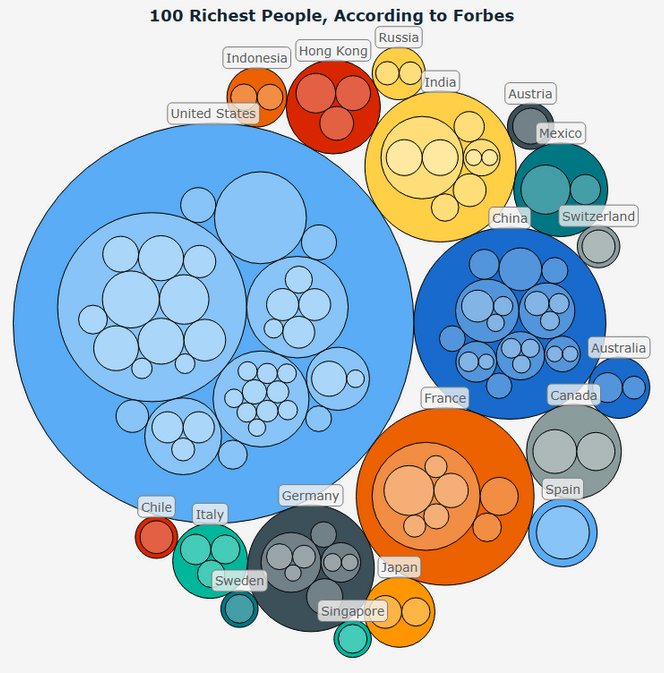 100 Richest People, According to Forbes
Russia
Hong Kong
Indonesia
India
Austria
United States
Mexico
China
Switzerland
Australia
Canada
France
Spain
Germany
Chile
Italy
Japan
Sweden
Singapore